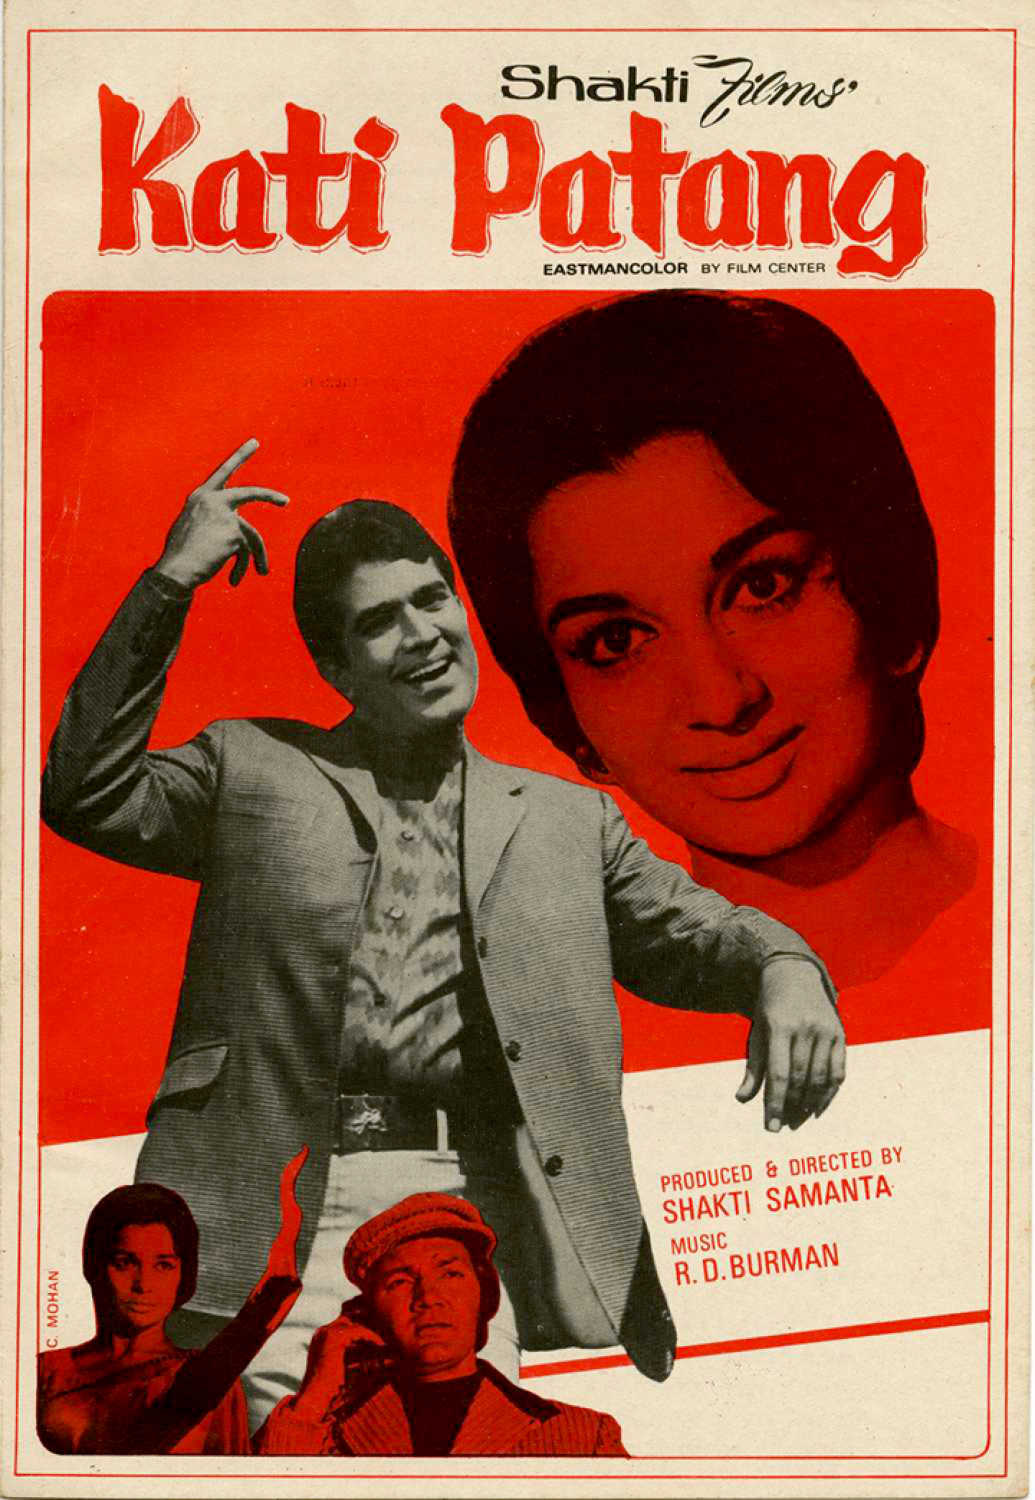 Shakti Films'
Kati Patang
EASTMANCOLOR BY FILM CENTER
PRODUCED & DIRECTED BY
SHAKTI SAMANTA
MUSIC
R.D.BURMAN
C. MOHAN